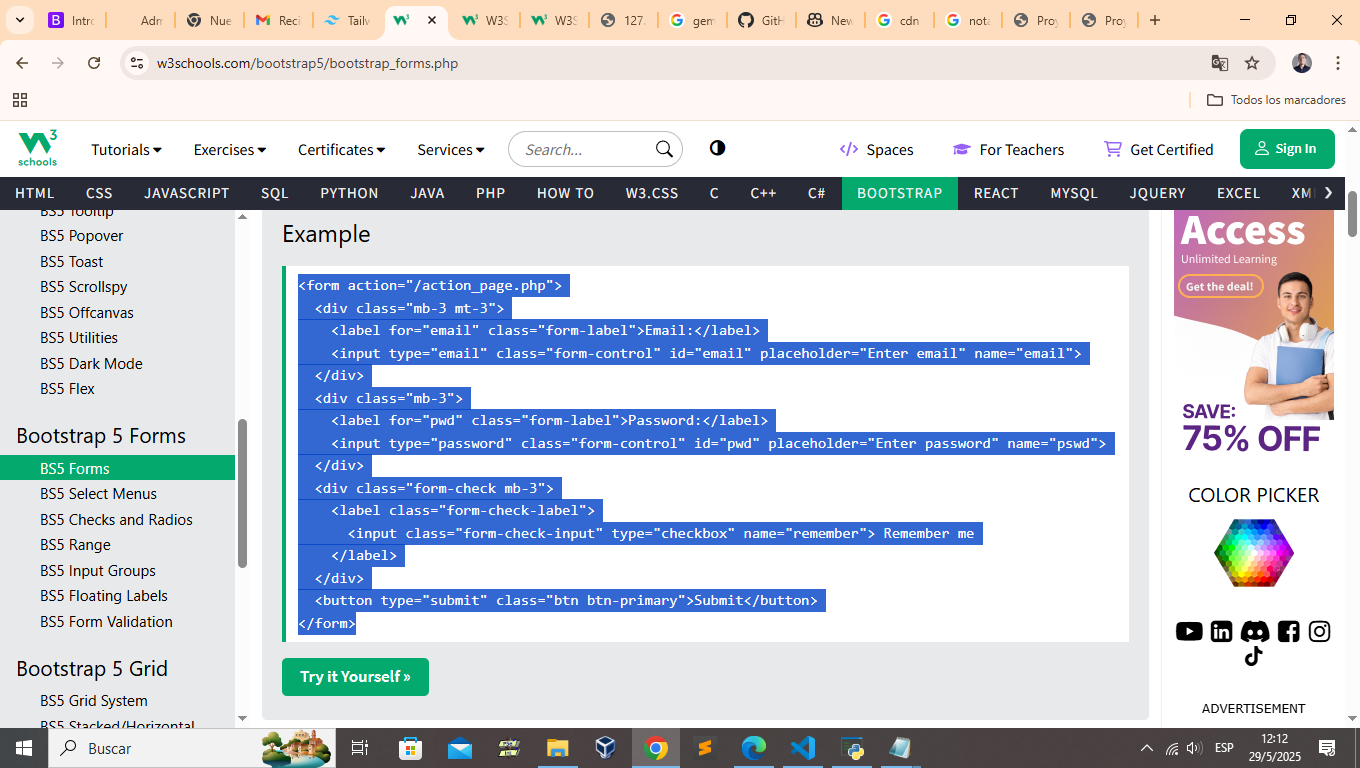 Intro
Adm
Nue
Reci
Tailw
W3S
W3S
127.
gem
GitH
New
cdn
nota
Proy
Proy
w3schools.com/bootstrap5/bootstrap_forms.php
Todos los marcadores
W3
schools
Tutorials
Exercises
Certificates
Services
Search...
Spaces
For Teachers
Get Certified
Sign In
HTML
CSS
JAVASCRIPT
SQL
PYTHON
JAVA
PHP
HOW TO
W3.CSS
C
C++
C#
BOOTSTRAP
REACT
MYSQL
JQUERY
EXCEL
XM
BS5 Tooltip
BS5 Popover
BS5 Toast
BS5 Scrollspy
BS5 Offcanvas
BS5 Utilities
BS5 Dark Mode
BS5 Flex
Bootstrap 5 Forms
BS5 Forms
BS5 Select Menus
BS5 Checks and Radios
BS5 Range
BS5 Input Groups
BS5 Floating Labels
BS5 Form Validation
Bootstrap 5 Grid
BS5 Grid System
BS5 Stacked/Horizontal
Example
<form action="/action_page.php">
  <div class="mb-3 mt-3">
    <label for="email" class="form-label">Email:</label>
    <input type="email" class="form-control" id="email" placeholder="Enter email" name="email">
  </div>
  <div class="mb-3">
    <label for="pwd" class="form-label">Password:</label>
    <input type="password" class="form-control" id="pwd" placeholder="Enter password" name="pswd">
  </div>
  <div class="form-check mb-3">
    <label class="form-check-label">
      <input class="form-check-input" type="checkbox" name="remember"> Remember me
    </label>
  </div>
  <button type="submit" class="btn btn-primary">Submit</button>
</form>
Try it Yourself »
Access
Unlimited Learning
Get the deal!
SAVE:
75% OFF
COLOR PICKER
ADVERTISEMENT
Buscar
ESP
12:12
29/5/2025